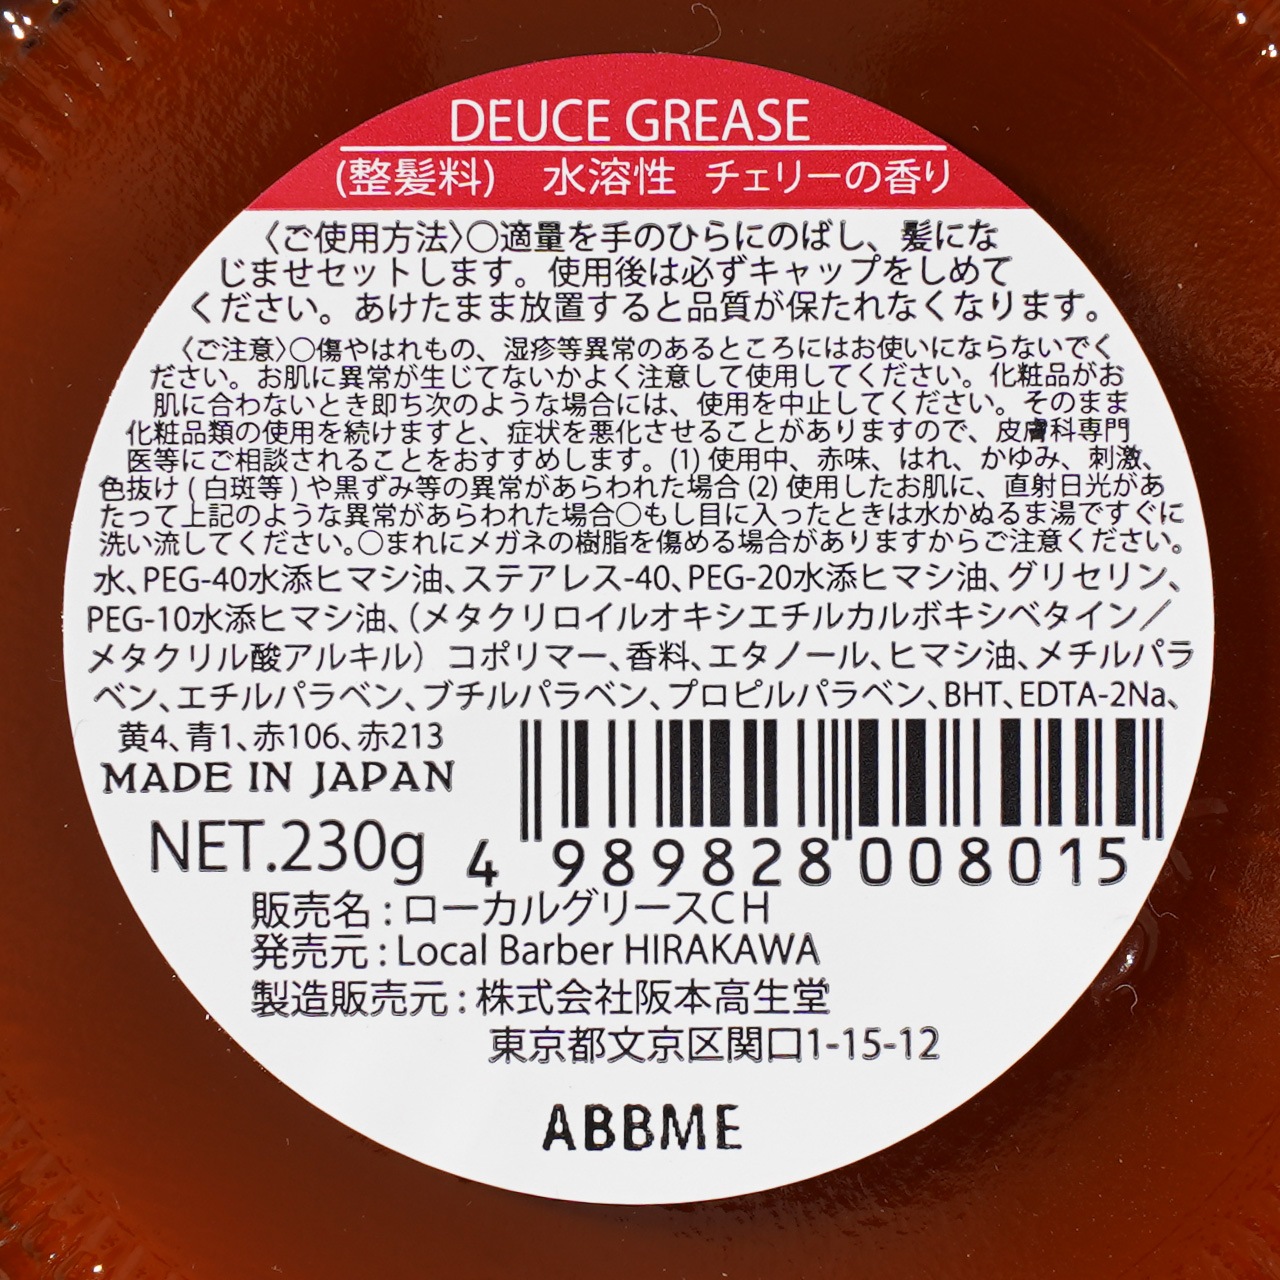 DEUCE GREASE
(整髪料) 水溶性 チェリーの香り
〈ご使用方法〉○適量を手のひらにのばし、髪にな
じませセットします。使用後は必ずキャップをしめて
ください。あけたまま放置すると品質が保たれなくなります。
〈ご注意〉○傷やはれもの、湿疹等異常のあるところにはお使いにならないでく
ださい。お肌に異常が生じてないかよく注意して使用してください。化粧品がお
肌に合わないとき即ち次のような場合には、使用を中止してください。そのまま
化粧品類の使用を続けますと、症状を悪化させることがありますので、皮膚科専門
医等にご相談されることをおすすめします。(1) 使用中、赤味、はれ、かゆみ、刺激、
色抜け ( 白斑等 ) や黒ずみ等の異常があらわれた場合 (2) 使用したお肌に、直射日光があ
たって上記のような異常があらわれた場合○もし目に入ったときは水かぬるま湯ですぐに
洗い流してください。○まれにメガネの樹脂を傷める場合がありますからご注意ください。
水、PEG-40水添ヒマシ油、ステアレス-40、PEG-20水添ヒマシ油、グリセリン、
PEG-10水添ヒマシ油、（メタクリロイルオキシエチルカルボキシベタイン／
メタクリル酸アルキル）コポリマー、香料、エタノール、ヒマシ油、メチルパラ
ベン、エチルパラベン、ブチルパラベン、プロピルパラベン、BHT、EDTA-2Na、
黄4、青1、赤106、赤213
MADE IN JAPAN
NET.230g
4 989828 008015
販売名 : ローカルグリースCH
発売元 : Local Barber HIRAKAWA
製造販売元 : 株式会社阪本高生堂
東京都文京区関口1-15-12
ABBME